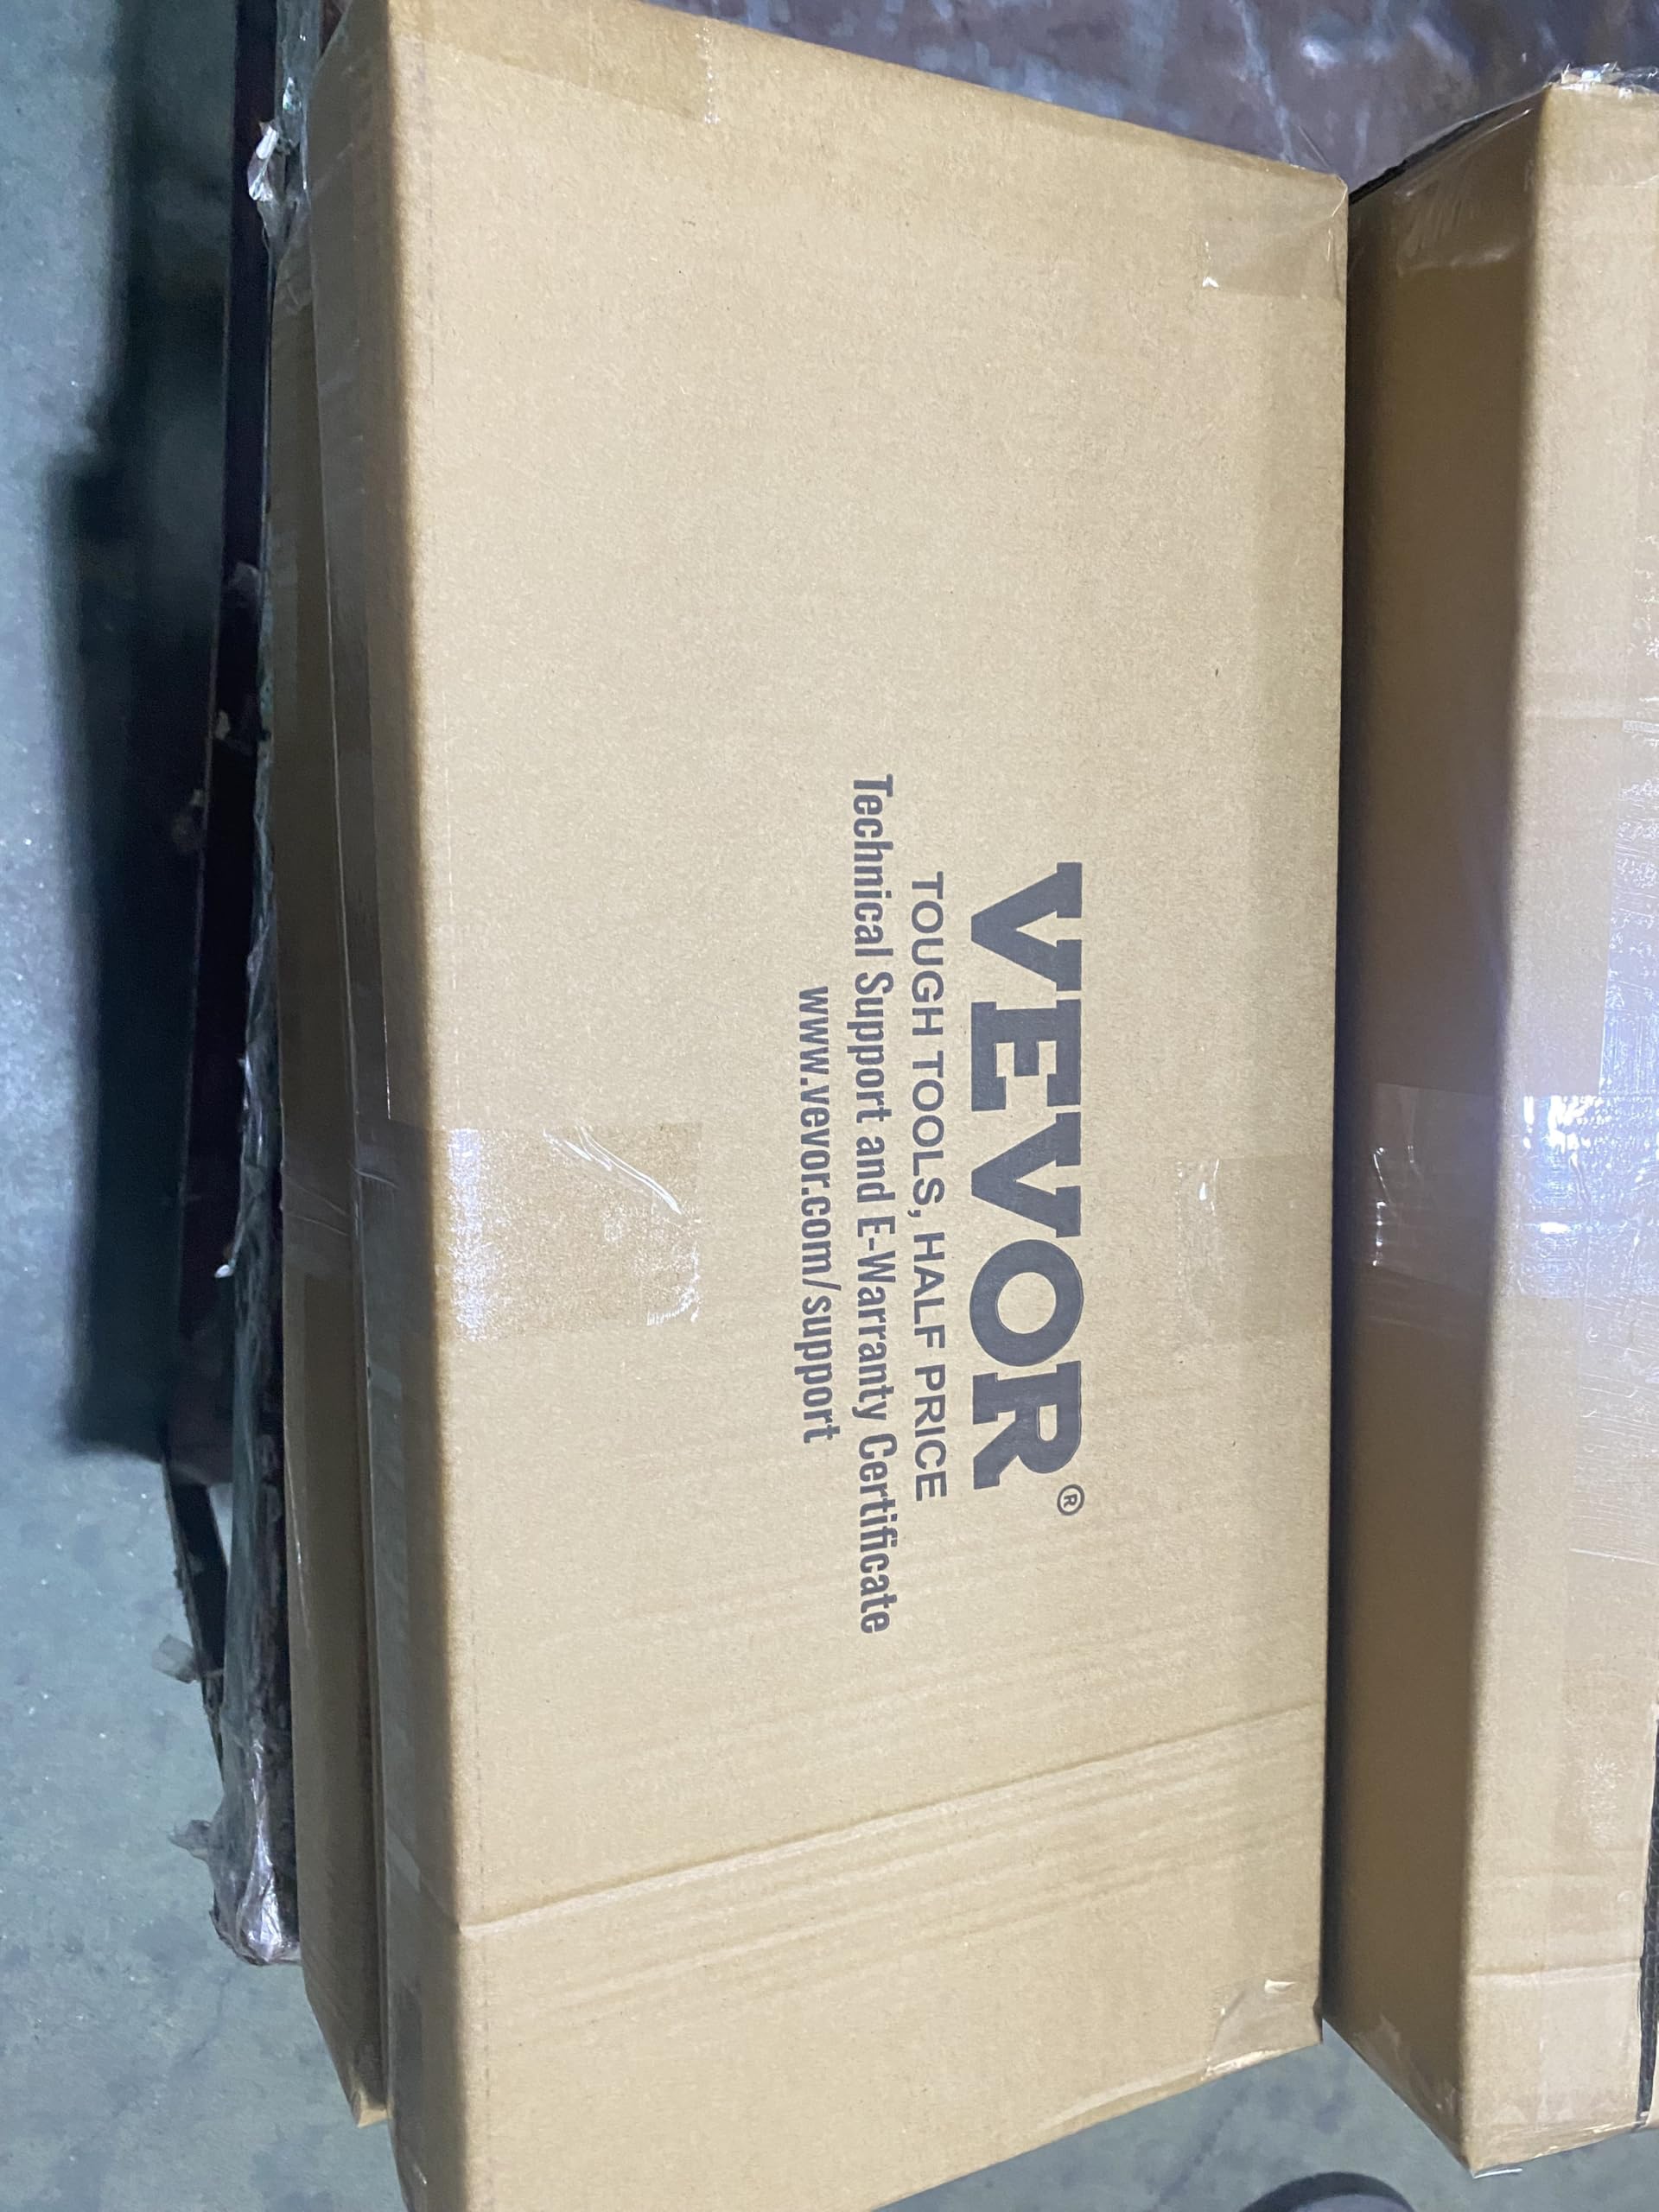 VEVOR®
TOUGH TOOLS, HALF PRICE
Technical Support and E-Warranty Certificate
www.vevor.com/support